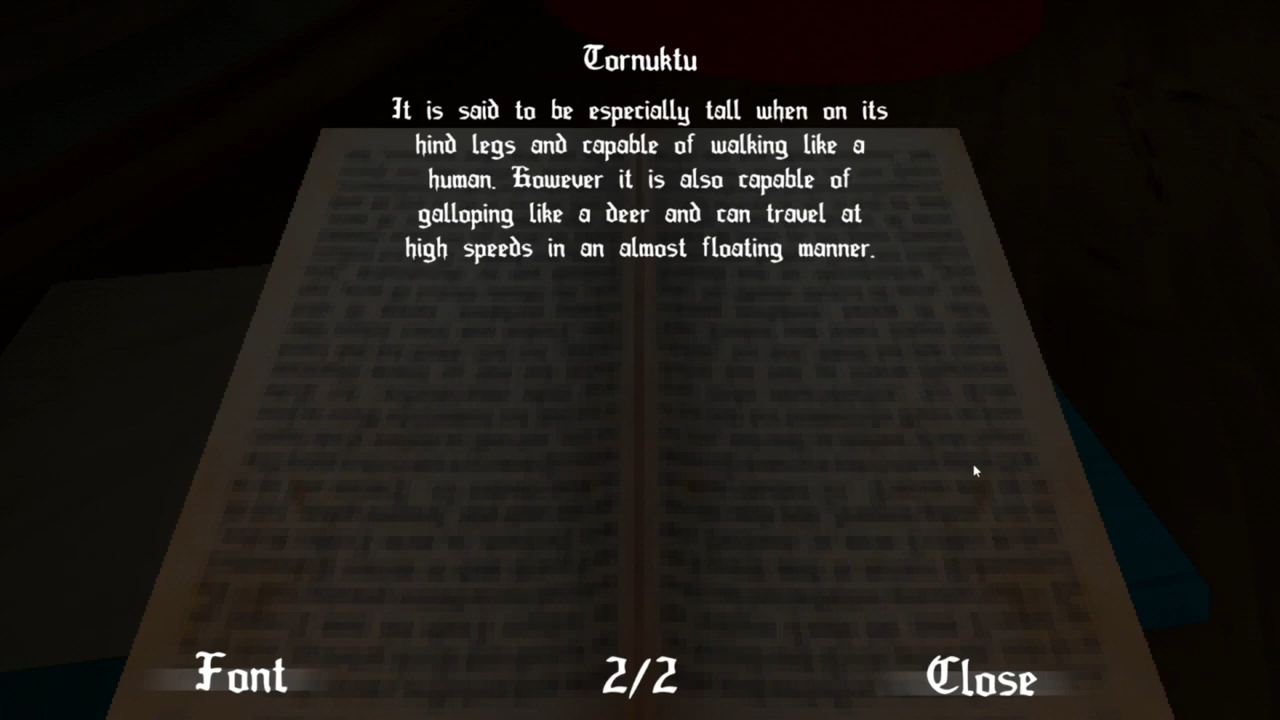 Tornuktu
It is said to be especially tall when on its
hind legs and capable of walking like a
human. However it is also capable of
galloping like a deer and can travel at
high speeds in an almost floating manner.
Font
2/2
Close